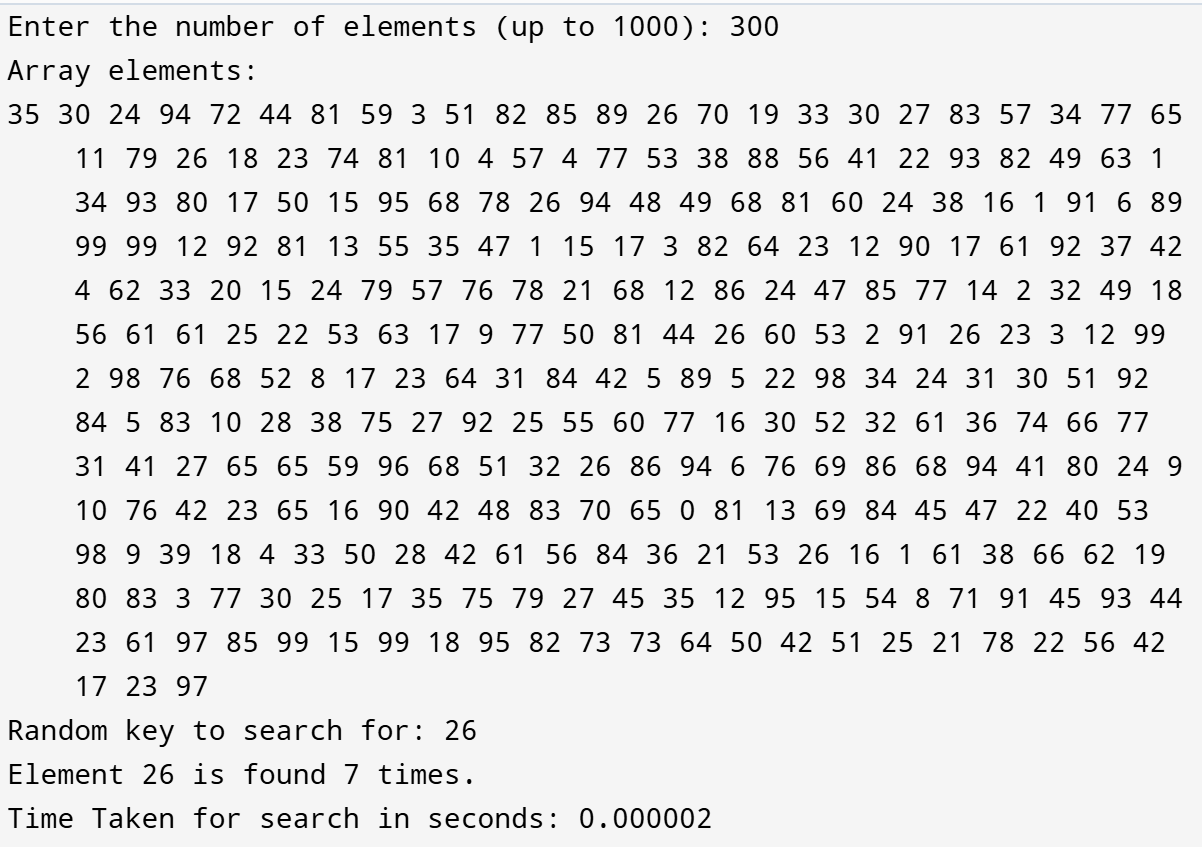 Enter the number of elements (up to 1000): 300
Array elements:
35 30 24 94 72 44 81 59 3 51 82 85 89 26 70 19 33 30 27 83 57 34 77 65
11 79 26 18 23 74 81 10 4 57 4 77 53 38 88 56 41 22 93 82 49 63 1
34 93 80 17 50 15 95 68 78 26 94 48 49 68 81 60 24 38 16 1 91 6 89
99 99 12 92 81 13 55 35 47 1 15 17 3 82 64 23 12 90 17 61 92 37 42
4 62 33 20 15 24 79 57 76 78 21 68 12 86 24 47 85 77 14 2 32 49 18
56 61 61 25 22 53 63 17 9 77 50 81 44 26 60 53 2 91 26 23 3 12 99
2 98 76 68 52 8 17 23 64 31 84 42 5 89 5 22 98 34 24 31 30 51 92
84 5 83 10 28 38 75 27 92 25 55 60 77 16 30 52 32 61 36 74 66 77
31 41 27 65 65 59 96 68 51 32 26 86 94 6 76 69 86 68 94 41 80 24 9
10 76 42 23 65 16 90 42 48 83 70 65 0 81 13 69 84 45 47 22 40 53
98 9 39 18 4 33 50 28 42 61 56 84 36 21 53 26 16 1 61 38 66 62 19
80 83 3 77 30 25 17 35 75 79 27 45 35 12 95 15 54 8 71 91 45 93 44
23 61 97 85 99 15 99 18 95 82 73 73 64 50 42 51 25 21 78 22 56 42
17 23 97
Random key to search for: 26
Element 26 is found 7 times.
Time Taken for search in seconds: 0.000002